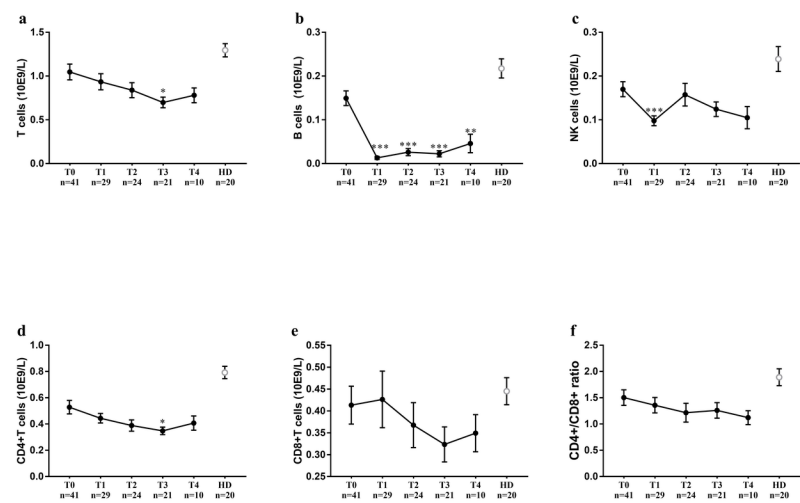 a
T cells (10E9/L)
1.5
1.0
0.5
0.0
*
T0 T1 T2 T3 T4 HD
n=41 n=29 n=24 n=21 n=10 n=20
b
B cells (10E9/L)
0.3
0.2
0.1
0.0
*** *** *** **
T0 T1 T2 T3 T4 HD
n=41 n=29 n=24 n=21 n=10 n=20
c
NK cells (10E9/L)
0.3
0.2
0.1
0.0
***
T0 T1 T2 T3 T4 HD
n=41 n=29 n=24 n=21 n=10 n=20
d
CD4+T cells (10E9/L)
1.0
0.8
0.6
0.4
0.2
0.0
*
T0 T1 T2 T3 T4 HD
n=41 n=29 n=24 n=21 n=10 n=20
e
CD8+T cells (10E9/L)
0.55
0.50
0.45
0.40
0.35
0.30
0.25
T0 T1 T2 T3 T4 HD
n=41 n=29 n=24 n=21 n=10 n=20
f
CD4+/CD8+ ratio
2.5
2.0
1.5
1.0
0.5
0.0
T0 T1 T2 T3 T4 HD
n=41 n=29 n=24 n=21 n=10 n=20